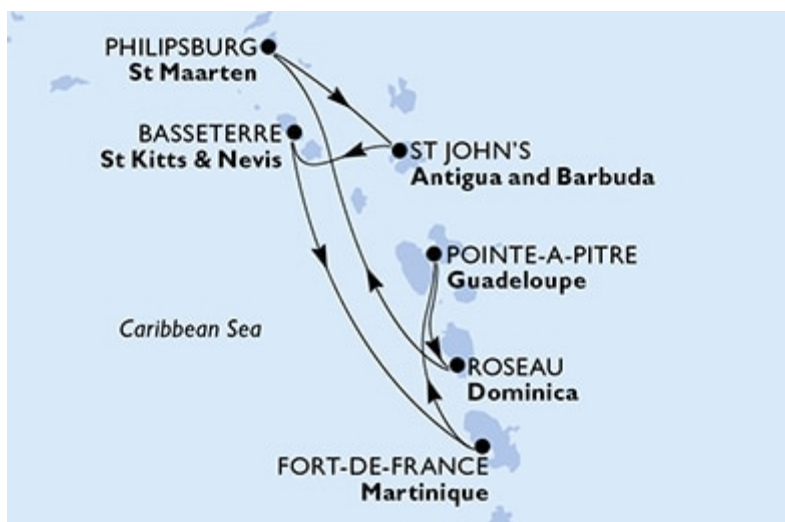 PHILIPSBURG
St Maarten
BASSETERRE
St Kitts & Nevis
ST JOHN'S
Antigua and Barbuda
POINTE-A-PITRE
Guadeloupe
Caribbean Sea
ROSEAU
Dominica
FORT-DE-FRANCE
Martinique